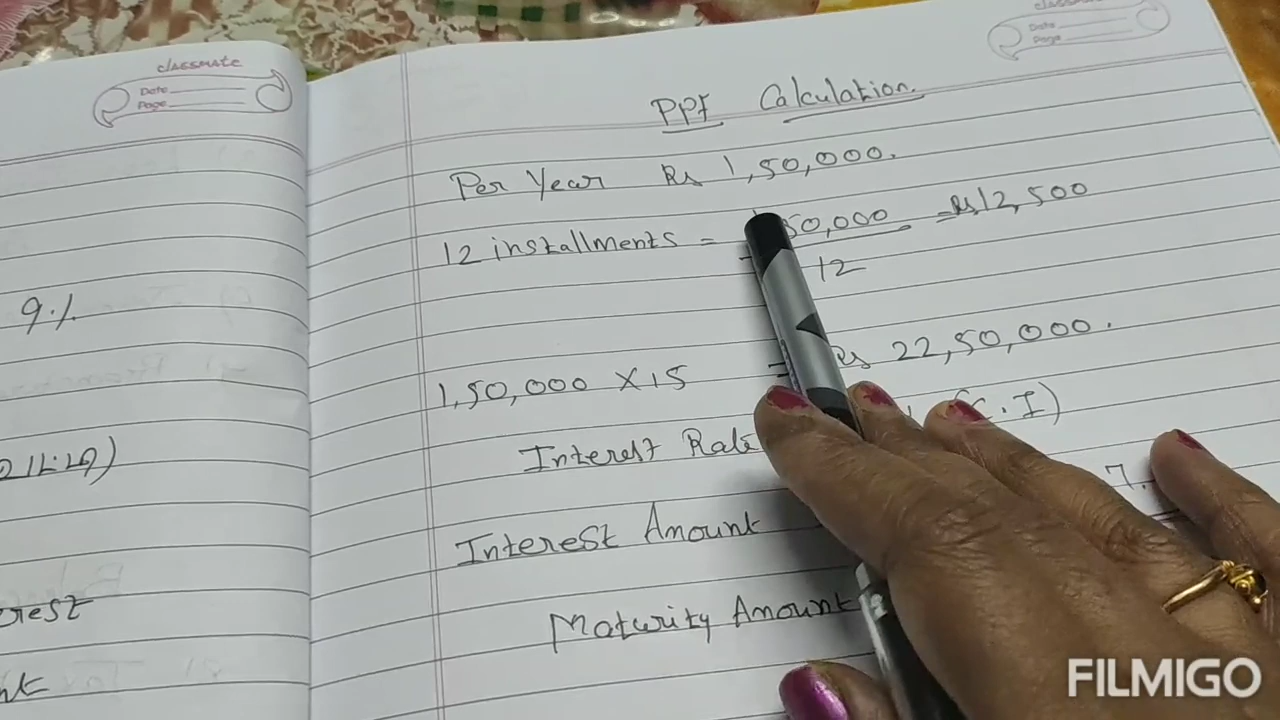 classmate
Date
Page
9%
rest
classmate
Date
Page
PPF Calculation.
Per Year Rs 1,50,000.
12 installments = 50,000 = Rs 12,500
12
1,50,000 X 15 = Rs 22,50,000.
Interest Rate (C.I)
Interest Amount 7.
Maturity Amount
FILMIGO